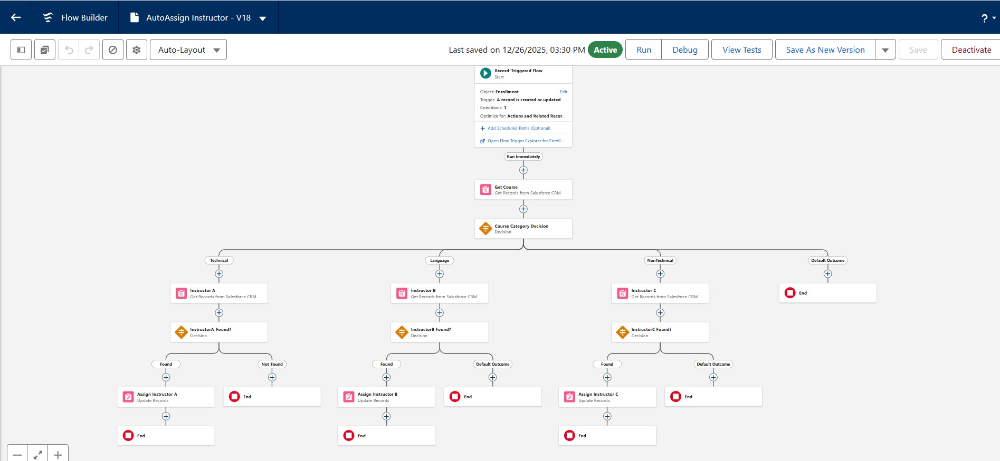 Flow Builder
AutoAssign Instructor - V18
?
Auto-Layout
Last saved on 12/26/2025, 03:30 PM
Active
Run
Debug
View Tests
Save As New Version
Save
Deactivate
Record-Triggered Flow
Start
Object: Enrollment
Edit
Trigger: A record is created or updated
Conditions: 1
Optimize for: Actions and Related Recor...
Add Scheduled Paths (Optional)
Open Flow Trigger Explorer for Enroll...
Run Immediately
Get Course
Get Records from Salesforce CRM
Course Category Decision
Decision
Technical
Language
NonTechnical
Default Outcome
Instructor A
Get Records from Salesforce CRM
Instructor B
Get Records from Salesforce CRM
Instructor C
Get Records from Salesforce CRM
End
InstructorA Found?
Decision
InstructorB Found?
Decision
InstructorC Found?
Decision
Found
Not Found
Found
Default Outcome
Found
Default Outcome
Assign Instructor A
Update Records
End
Assign Instructor B
Update Records
End
Assign Instructor C
Update Records
End
End
End
End